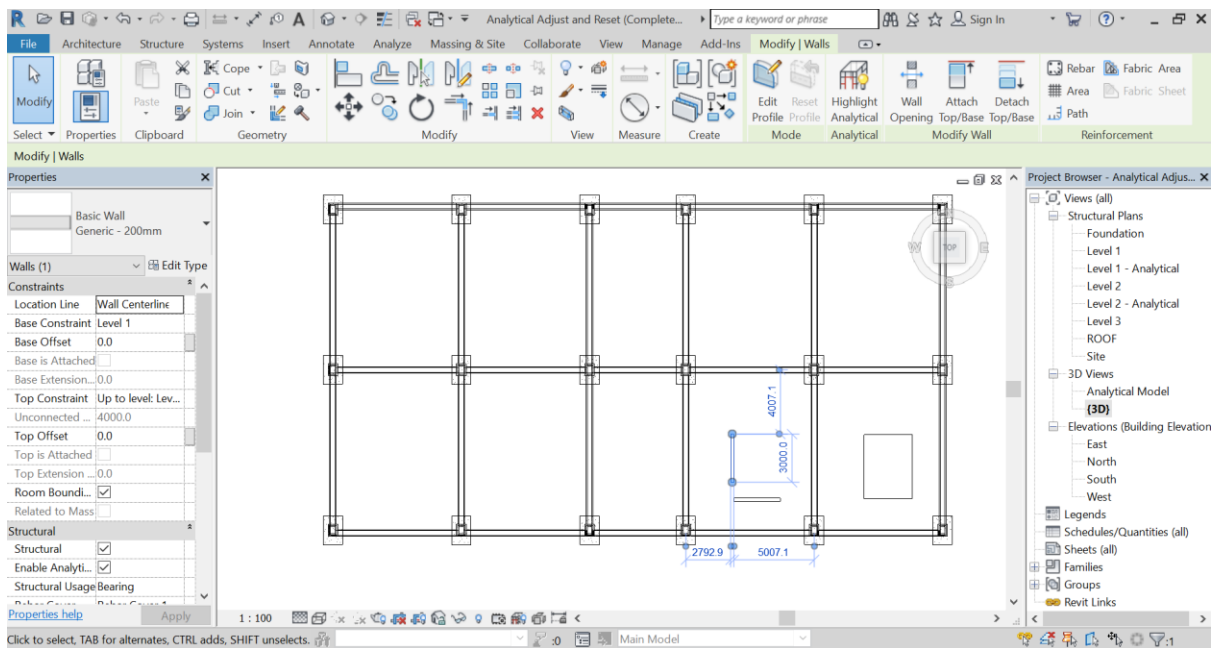 Analytical Adjust and Reset (Complete... Type a keyword or phrase Sign In
File Architecture Structure Systems Insert Annotate Analyze Massing & Site Collaborate View Manage Add-Ins Modify | Walls
Cope Rebar Fabric Area
Cut Area Fabric Sheet
Join Path
Modify Paste Edit Profile Reset Profile Highlight Analytical Wall Opening Attach Top/Base Detach Top/Base
Select Properties Clipboard Geometry Modify View Measure Create Mode Analytical Modify Wall Reinforcement
Modify | Walls
Properties
Basic Wall
Generic - 200mm
Walls (1) Edit Type
Constraints
Location Line Wall Centerline
Base Constraint Level 1
Base Offset 0.0
Base is Attached
Base Extension... 0.0
Top Constraint Up to level: Lev...
Unconnected ... 4000.0
Top Offset 0.0
Top is Attached
Top Extension ... 0.0
Room Boundi...
Related to Mass
Structural
Structural
Enable Analyti...
Structural Usage Bearing
Properties help Apply
W TOP E
4007.1
3000.0
2792.9 5007.1
Project Browser - Analytical Adjus...
Views (all)
Structural Plans
Foundation
Level 1
Level 1 - Analytical
Level 2
Level 2 - Analytical
Level 3
ROOF
Site
3D Views
Analytical Model
{3D}
Elevations (Building Elevation
East
North
South
West
Legends
Schedules/Quantities (all)
Sheets (all)
Families
Groups
Revit Links
1 : 100
Click to select, TAB for alternates, CTRL adds, SHIFT unselects. :0 Main Model :1